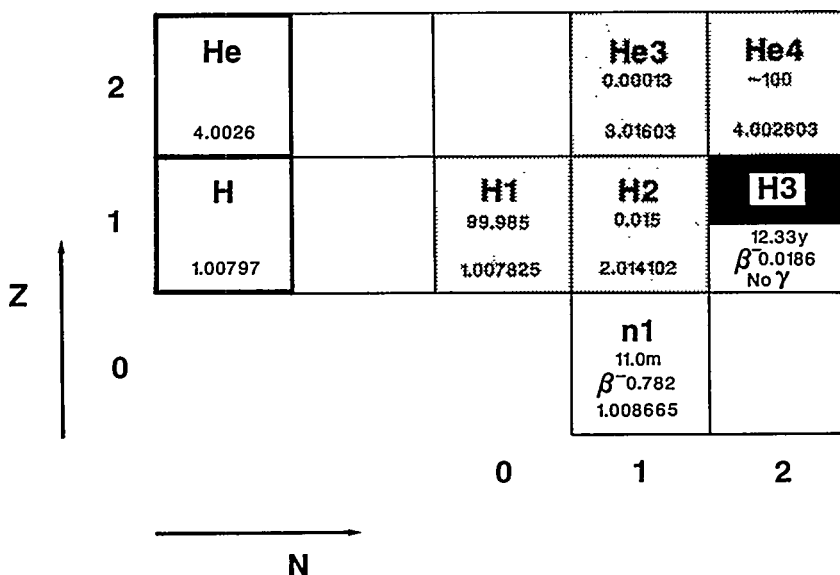 He
He3
He4
0.00013
~100
2
4.0026
3.01603
4.002603
H
H1
H2
H3
99.985
0.015
1
12.33y
β⁻0.0186
No γ
1.00797
1.007825
2.014102
Z
n1
11.0m
0
β⁻0.782
1.008665
0
1
2
N